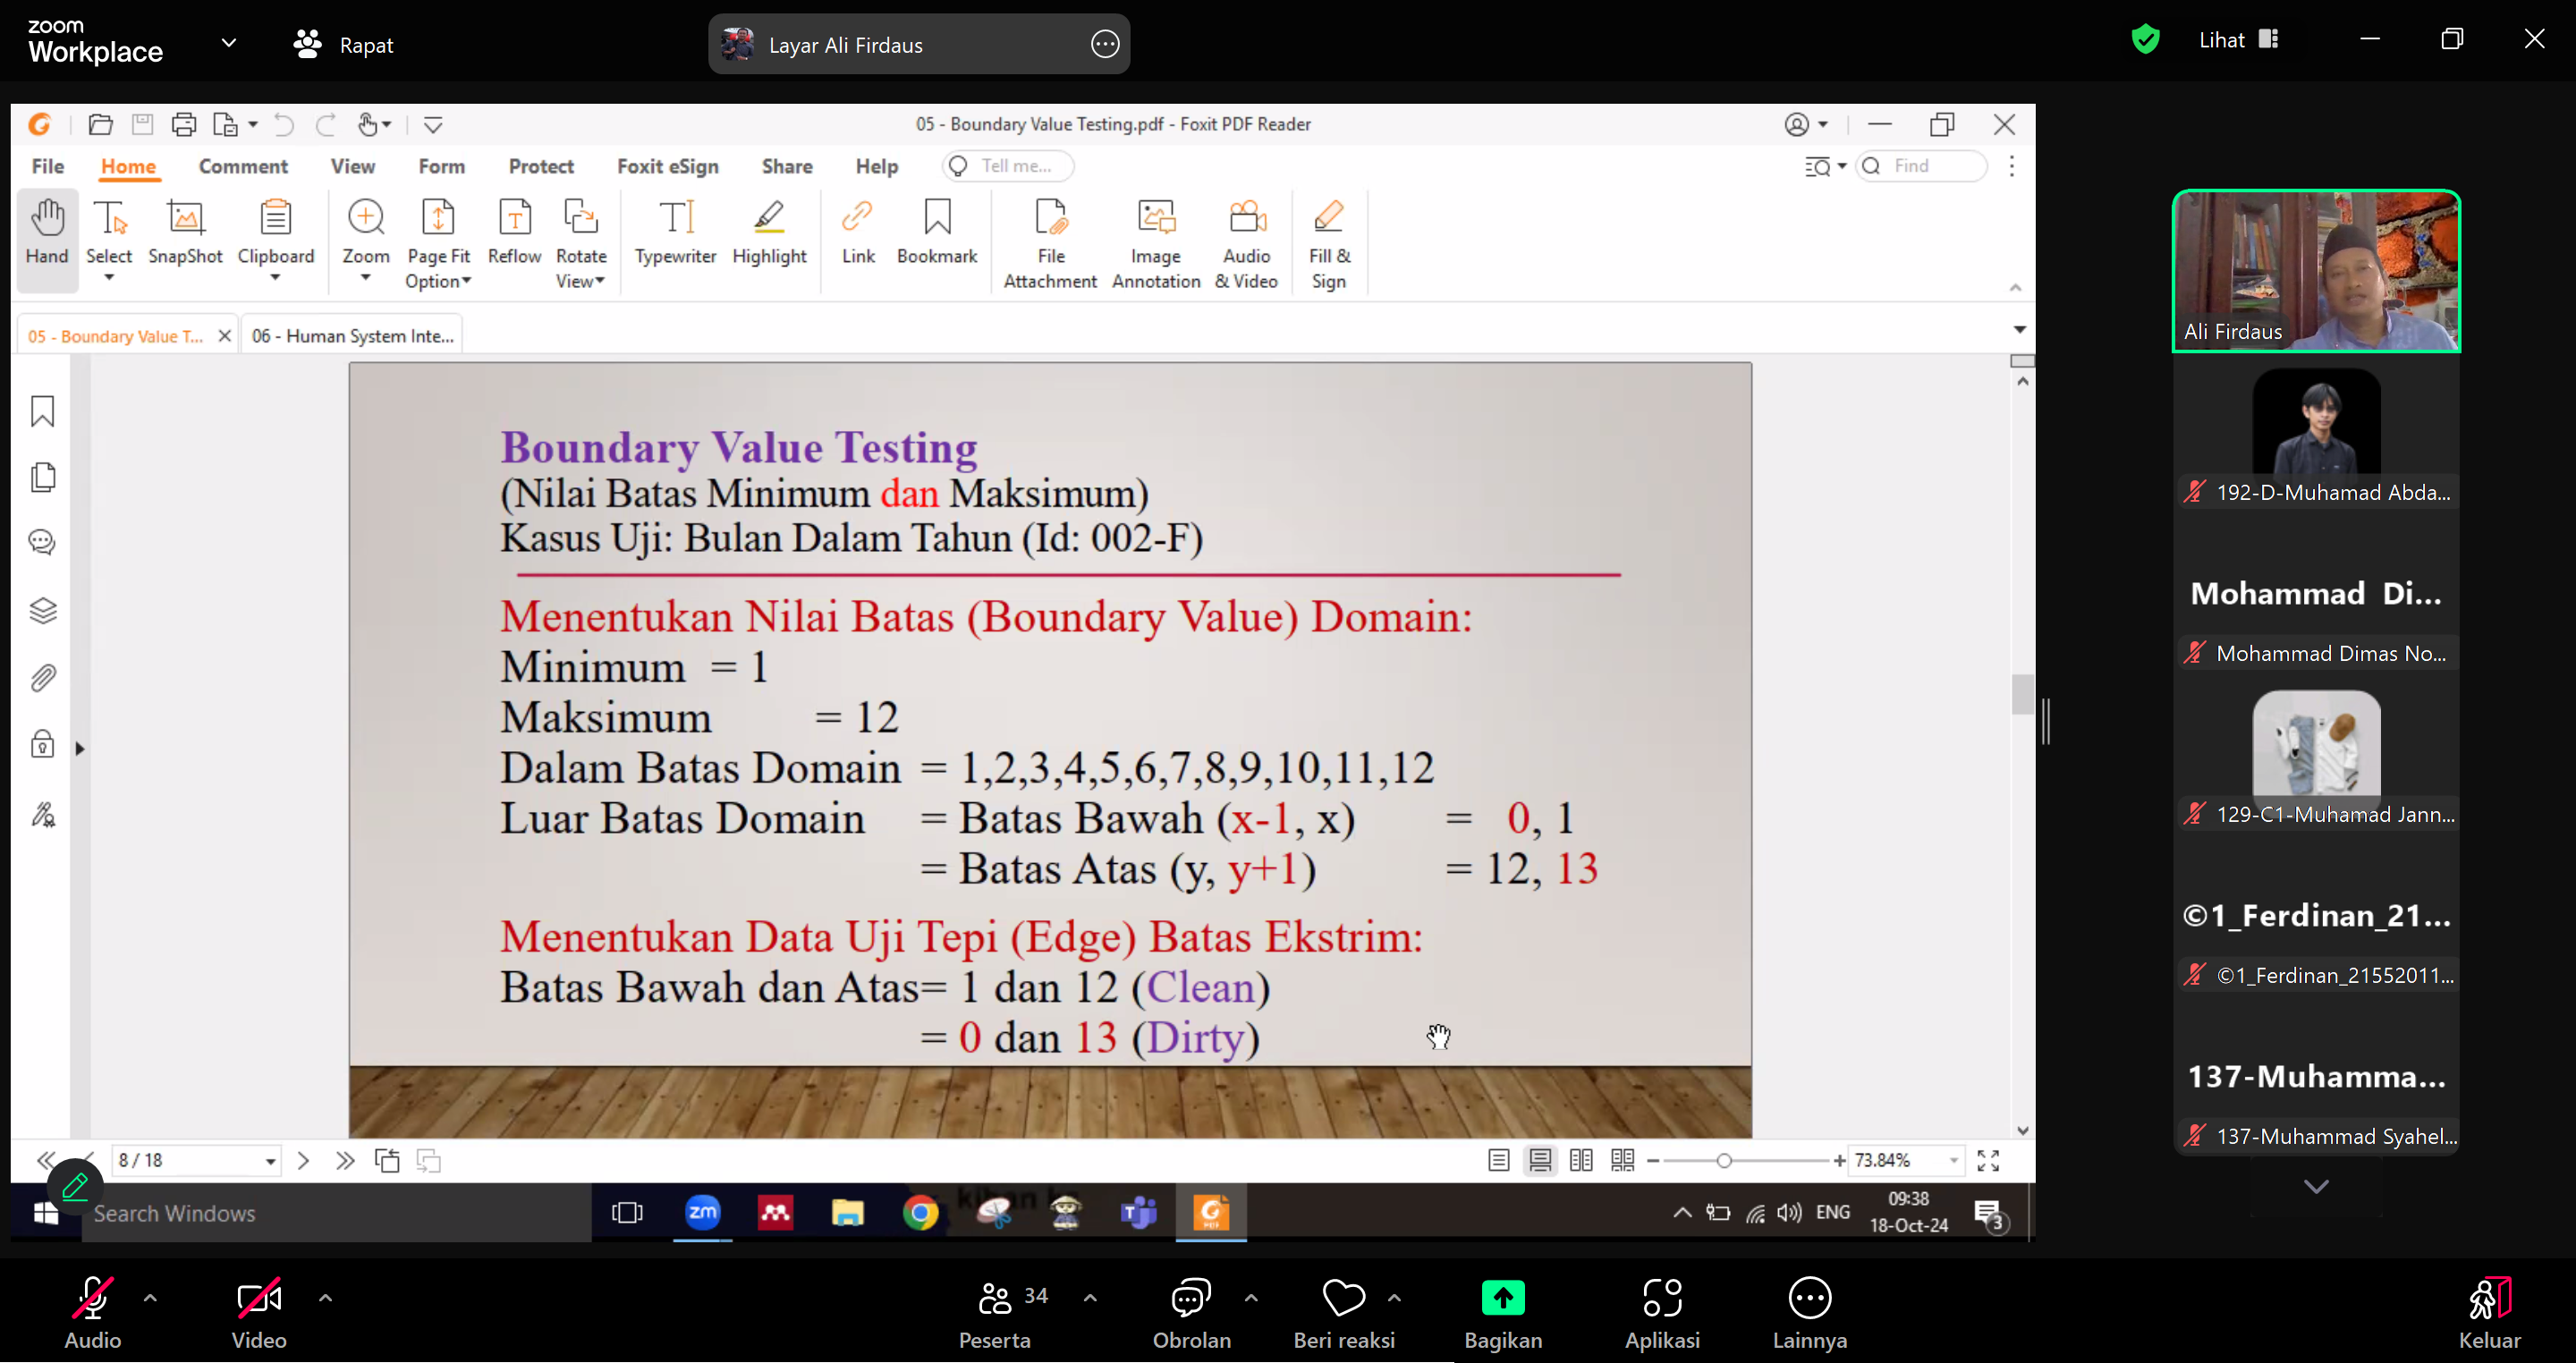 zoom
Workplace
Rapat
Layar Ali Firdaus
Lihat
05 - Boundary Value Testing.pdf - Foxit PDF Reader
File Home Comment View Form Protect Foxit eSign Share Help Tell me... Find
Hand Select SnapShot Clipboard Zoom Page Fit Option Reflow Rotate View Typewriter Highlight Link Bookmark File Attachment Image Annotation Audio & Video Fill & Sign
05 - Boundary Value T... 06 - Human System Inte...
Boundary Value Testing
(Nilai Batas Minimum dan Maksimum)
Kasus Uji: Bulan Dalam Tahun (Id: 002-F)
Menentukan Nilai Batas (Boundary Value) Domain:
Minimum = 1
Maksimum = 12
Dalam Batas Domain = 1,2,3,4,5,6,7,8,9,10,11,12
Luar Batas Domain = Batas Bawah (x-1, x) = 0, 1
= Batas Atas (y, y+1) = 12, 13
Menentukan Data Uji Tepi (Edge) Batas Ekstrim:
Batas Bawah dan Atas= 1 dan 12 (Clean)
= 0 dan 13 (Dirty)
8 / 18
73.84%
Search Windows
zm
ENG
09:38
18-Oct-24
3
Ali Firdaus
192-D-Muhamad Abda...
Mohammad Di...
Mohammad Dimas No...
129-C1-Muhamad Jann...
©1_Ferdinan_21...
©1_Ferdinan_21552011...
137-Muhamma...
137-Muhammad Syahel...
Audio
Video
34
Peserta
Obrolan
Beri reaksi
Bagikan
Aplikasi
Lainnya
Keluar